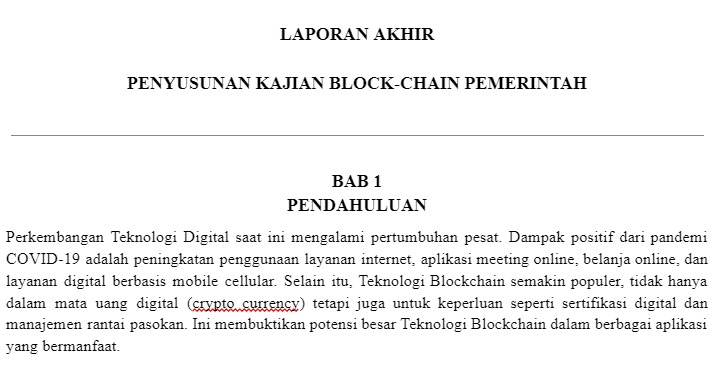 LAPORAN AKHIR
PENYUSUNAN KAJIAN BLOCK-CHAIN PEMERINTAH
BAB 1
PENDAHULUAN
Perkembangan Teknologi Digital saat ini mengalami pertumbuhan pesat. Dampak positif dari pandemi
COVID-19 adalah peningkatan penggunaan layanan internet, aplikasi meeting online, belanja online, dan
layanan digital berbasis mobile cellular. Selain itu, Teknologi Blockchain semakin populer, tidak hanya
dalam mata uang digital (crypto currency) tetapi juga untuk keperluan seperti sertifikasi digital dan
manajemen rantai pasokan. Ini membuktikan potensi besar Teknologi Blockchain dalam berbagai aplikasi
yang bermanfaat.